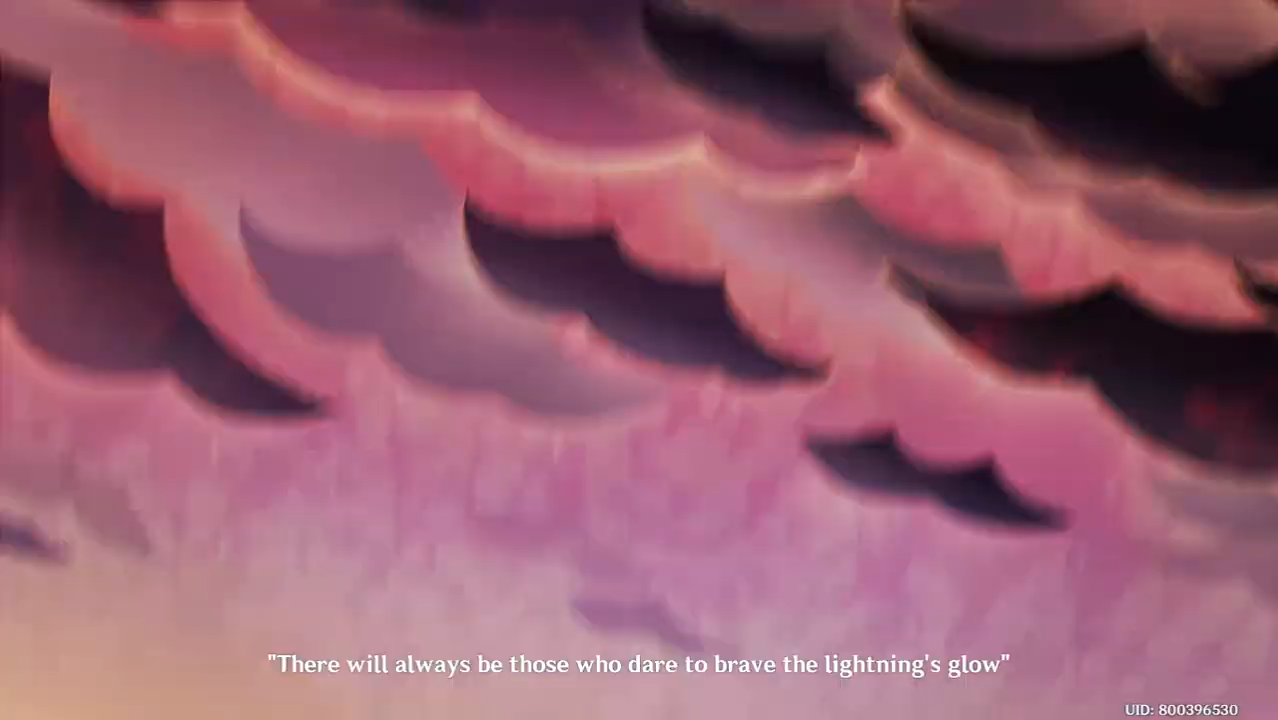 "There will always be those who dare to brave the lightning's glow"
UID: 800396530